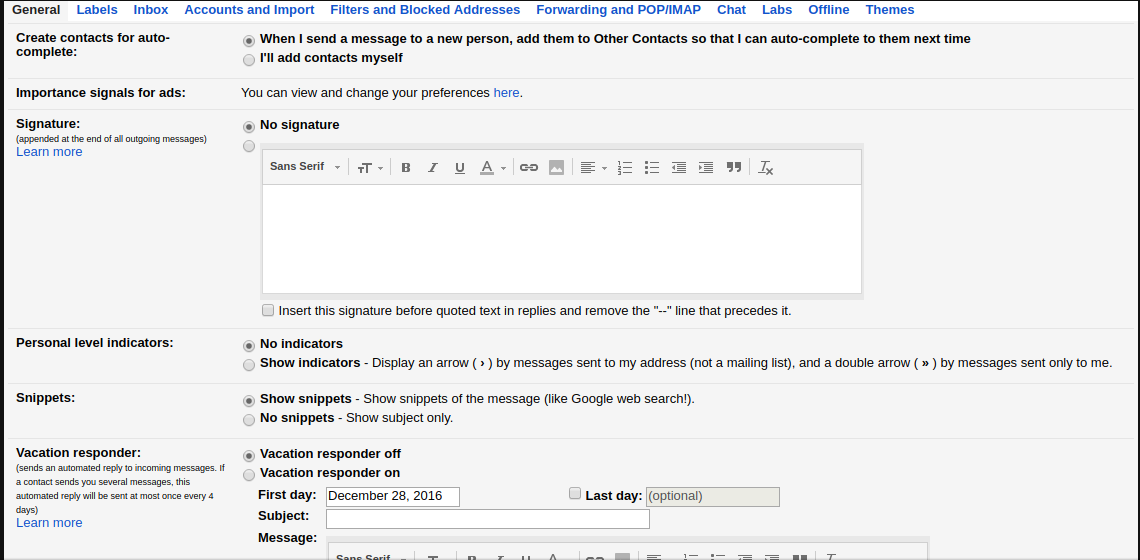 General Labels Inbox Accounts and Import Filters and Blocked Addresses Forwarding and POP/IMAP Chat Labs Offline Themes
Create contacts for auto-
complete:
When I send a message to a new person, add them to Other Contacts so that I can auto-complete to them next time
I'll add contacts myself
Importance signals for ads:
You can view and change your preferences here.
Signature:
(appended at the end of all outgoing messages)
Learn more
No signature
Sans Serif
Insert this signature before quoted text in replies and remove the "--" line that precedes it.
Personal level indicators:
No indicators
Show indicators - Display an arrow ( › ) by messages sent to my address (not a mailing list), and a double arrow ( » ) by messages sent only to me.
Snippets:
Show snippets - Show snippets of the message (like Google web search!).
No snippets - Show subject only.
Vacation responder:
(sends an automated reply to incoming messages. If
a contact sends you several messages, this
automated reply will be sent at most once every 4
days)
Learn more
Vacation responder off
Vacation responder on
First day: December 28, 2016 Last day: (optional)
Subject:
Message:
Sans Serif